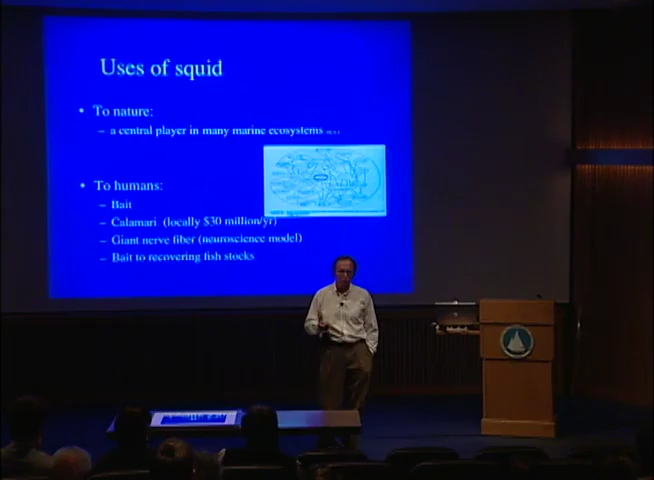 Uses of squid
• To nature:
– a central player in many marine ecosystems
• To humans:
– Bait
– Calamari (locally $30 million/yr)
– Giant nerve fiber (neuroscience model)
– Bait to recovering fish stocks